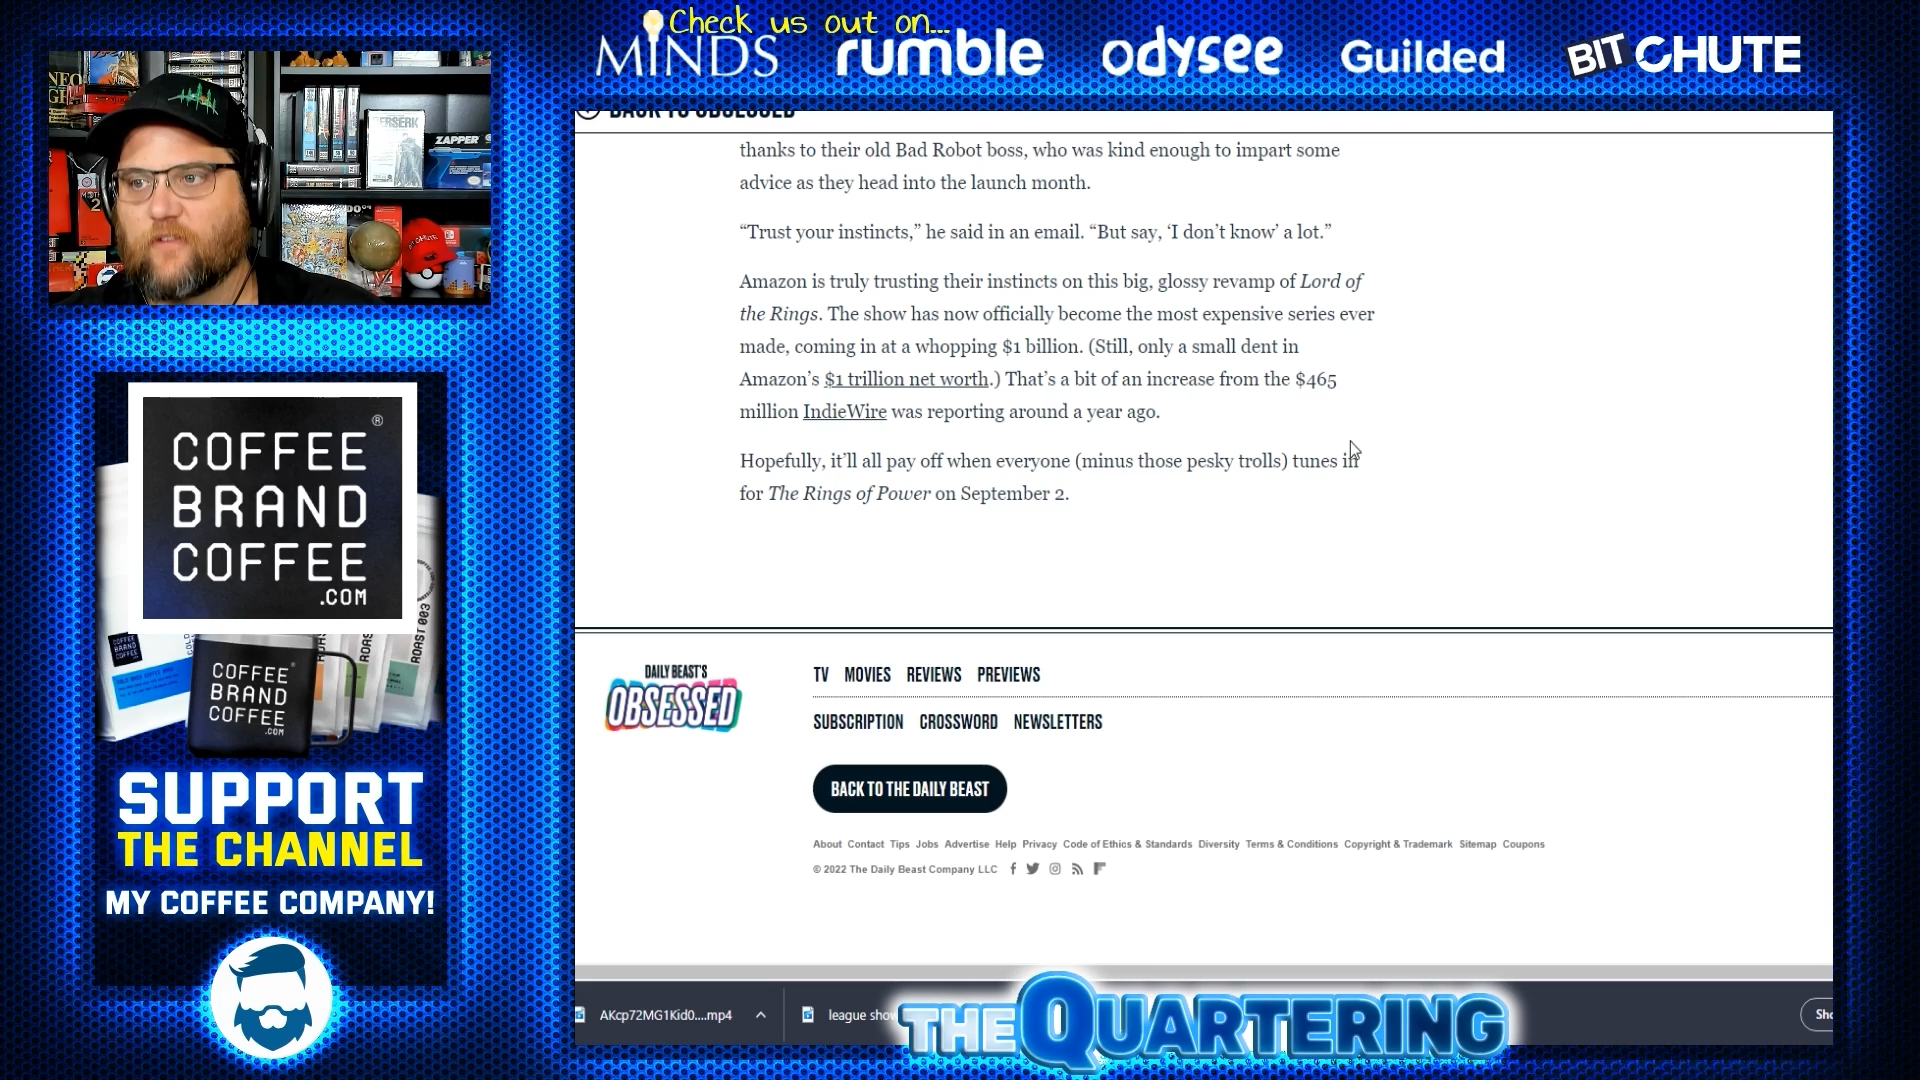 Check us out on...
MINDS
rumble
odysee
Guilded
BITCHUTE
BERSERK
ZAPPER
BACK TO OBSESSED
thanks to their old Bad Robot boss, who was kind enough to impart some
advice as they head into the launch month.
“Trust your instincts,” he said in an email. “But say, ‘I don’t know’ a lot.”
Amazon is truly trusting their instincts on this big, glossy revamp of Lord of
the Rings. The show has now officially become the most expensive series ever
made, coming in at a whopping $1 billion. (Still, only a small dent in
Amazon’s $1 trillion net worth.) That’s a bit of an increase from the $465
million IndieWire was reporting around a year ago.
Hopefully, it’ll all pay off when everyone (minus those pesky trolls) tunes in
for The Rings of Power on September 2.
COFFEE ®
BRAND
COFFEE
.COM
ROAST 003
COFFEE ®
BRAND
COFFEE
.COM
SUPPORT
THE CHANNEL
MY COFFEE COMPANY!
DAILY BEAST'S
OBSESSED
TV MOVIES REVIEWS PREVIEWS
SUBSCRIPTION CROSSWORD NEWSLETTERS
BACK TO THE DAILY BEAST
About Contact Tips Jobs Advertise Help Privacy Code of Ethics & Standards Diversity Terms & Conditions Copyright & Trademark Sitemap Coupons
© 2022 The Daily Beast Company LLC
AKcp72MG1Kid0....mp4
league sho
Sho
THE QUARTERING